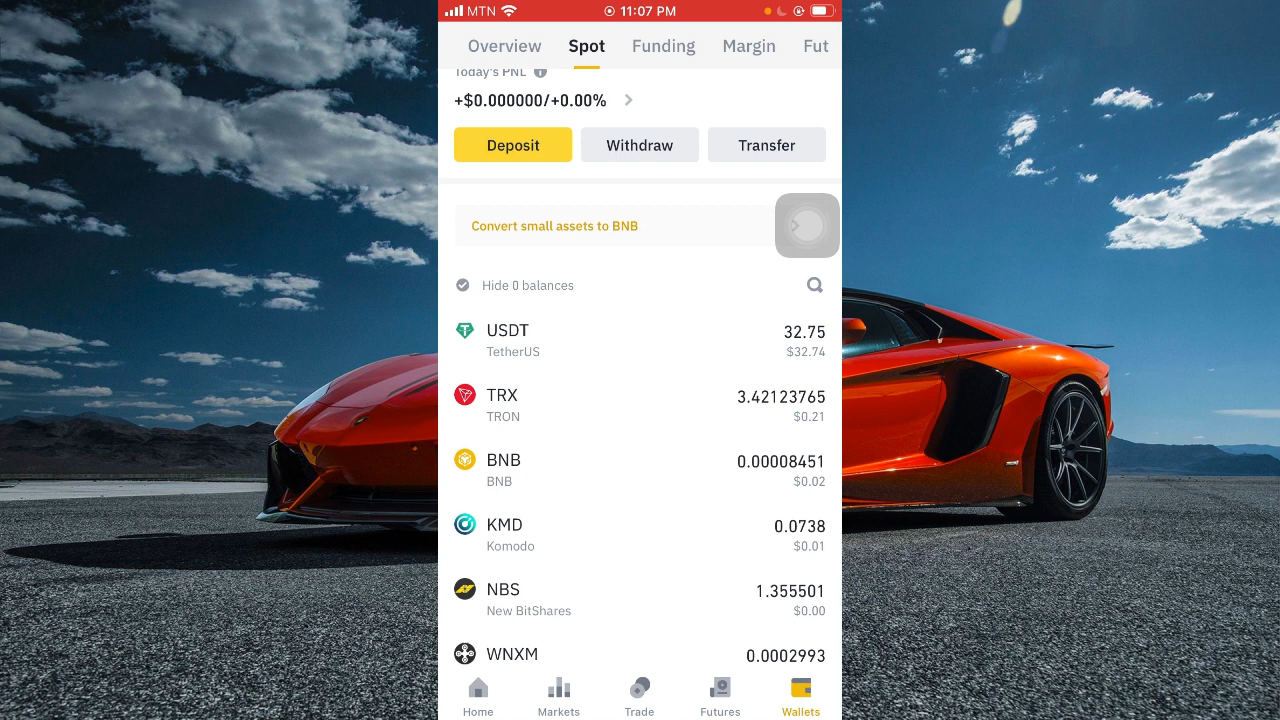 MTN 11:07 PM
Overview Spot Funding Margin Fut
Today's PNL
+$0.000000/+0.00%
Deposit Withdraw Transfer
Convert small assets to BNB
Hide 0 balances
USDT 32.75
TetherUS $32.74
TRX 3.42123765
TRON $0.21
BNB 0.00008451
BNB $0.02
KMD 0.0738
Komodo $0.01
NBS 1.355501
New BitShares $0.00
WNXM 0.0002993
Home Markets Trade Futures Wallets